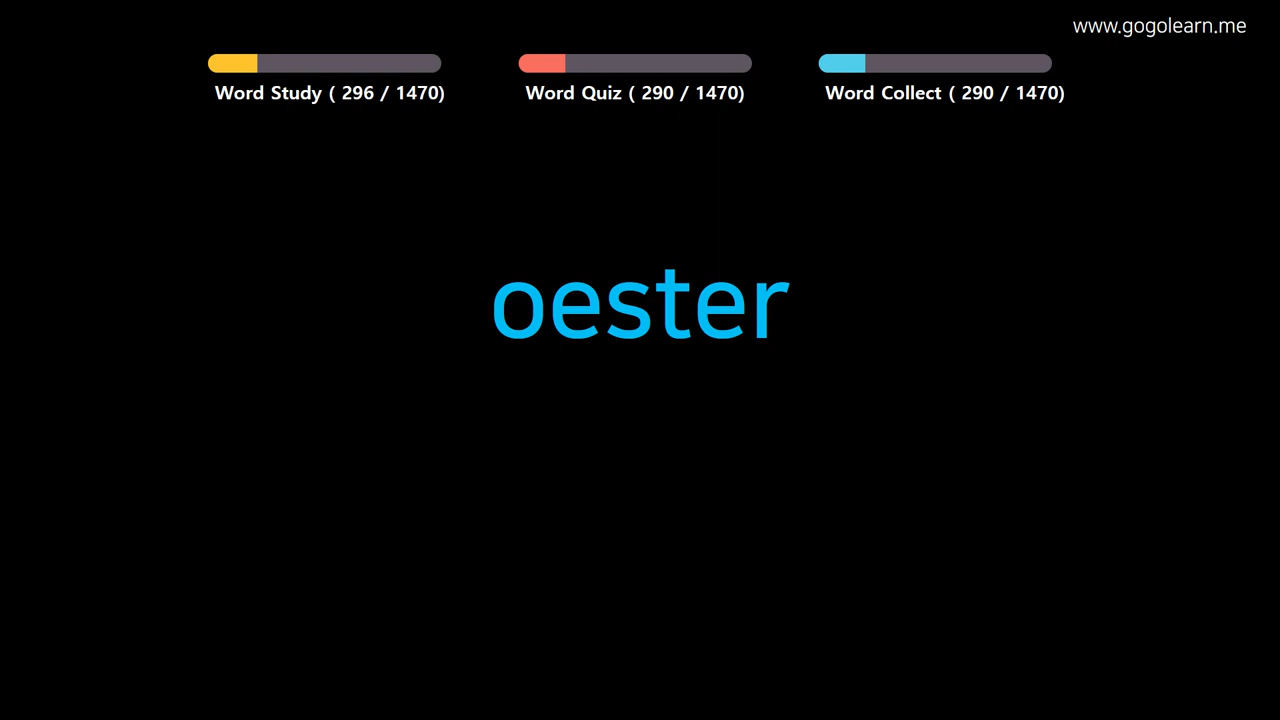 www.gogolearn.me
Word Study ( 296 / 1470)
Word Quiz ( 290 / 1470)
Word Collect ( 290 / 1470)
oester